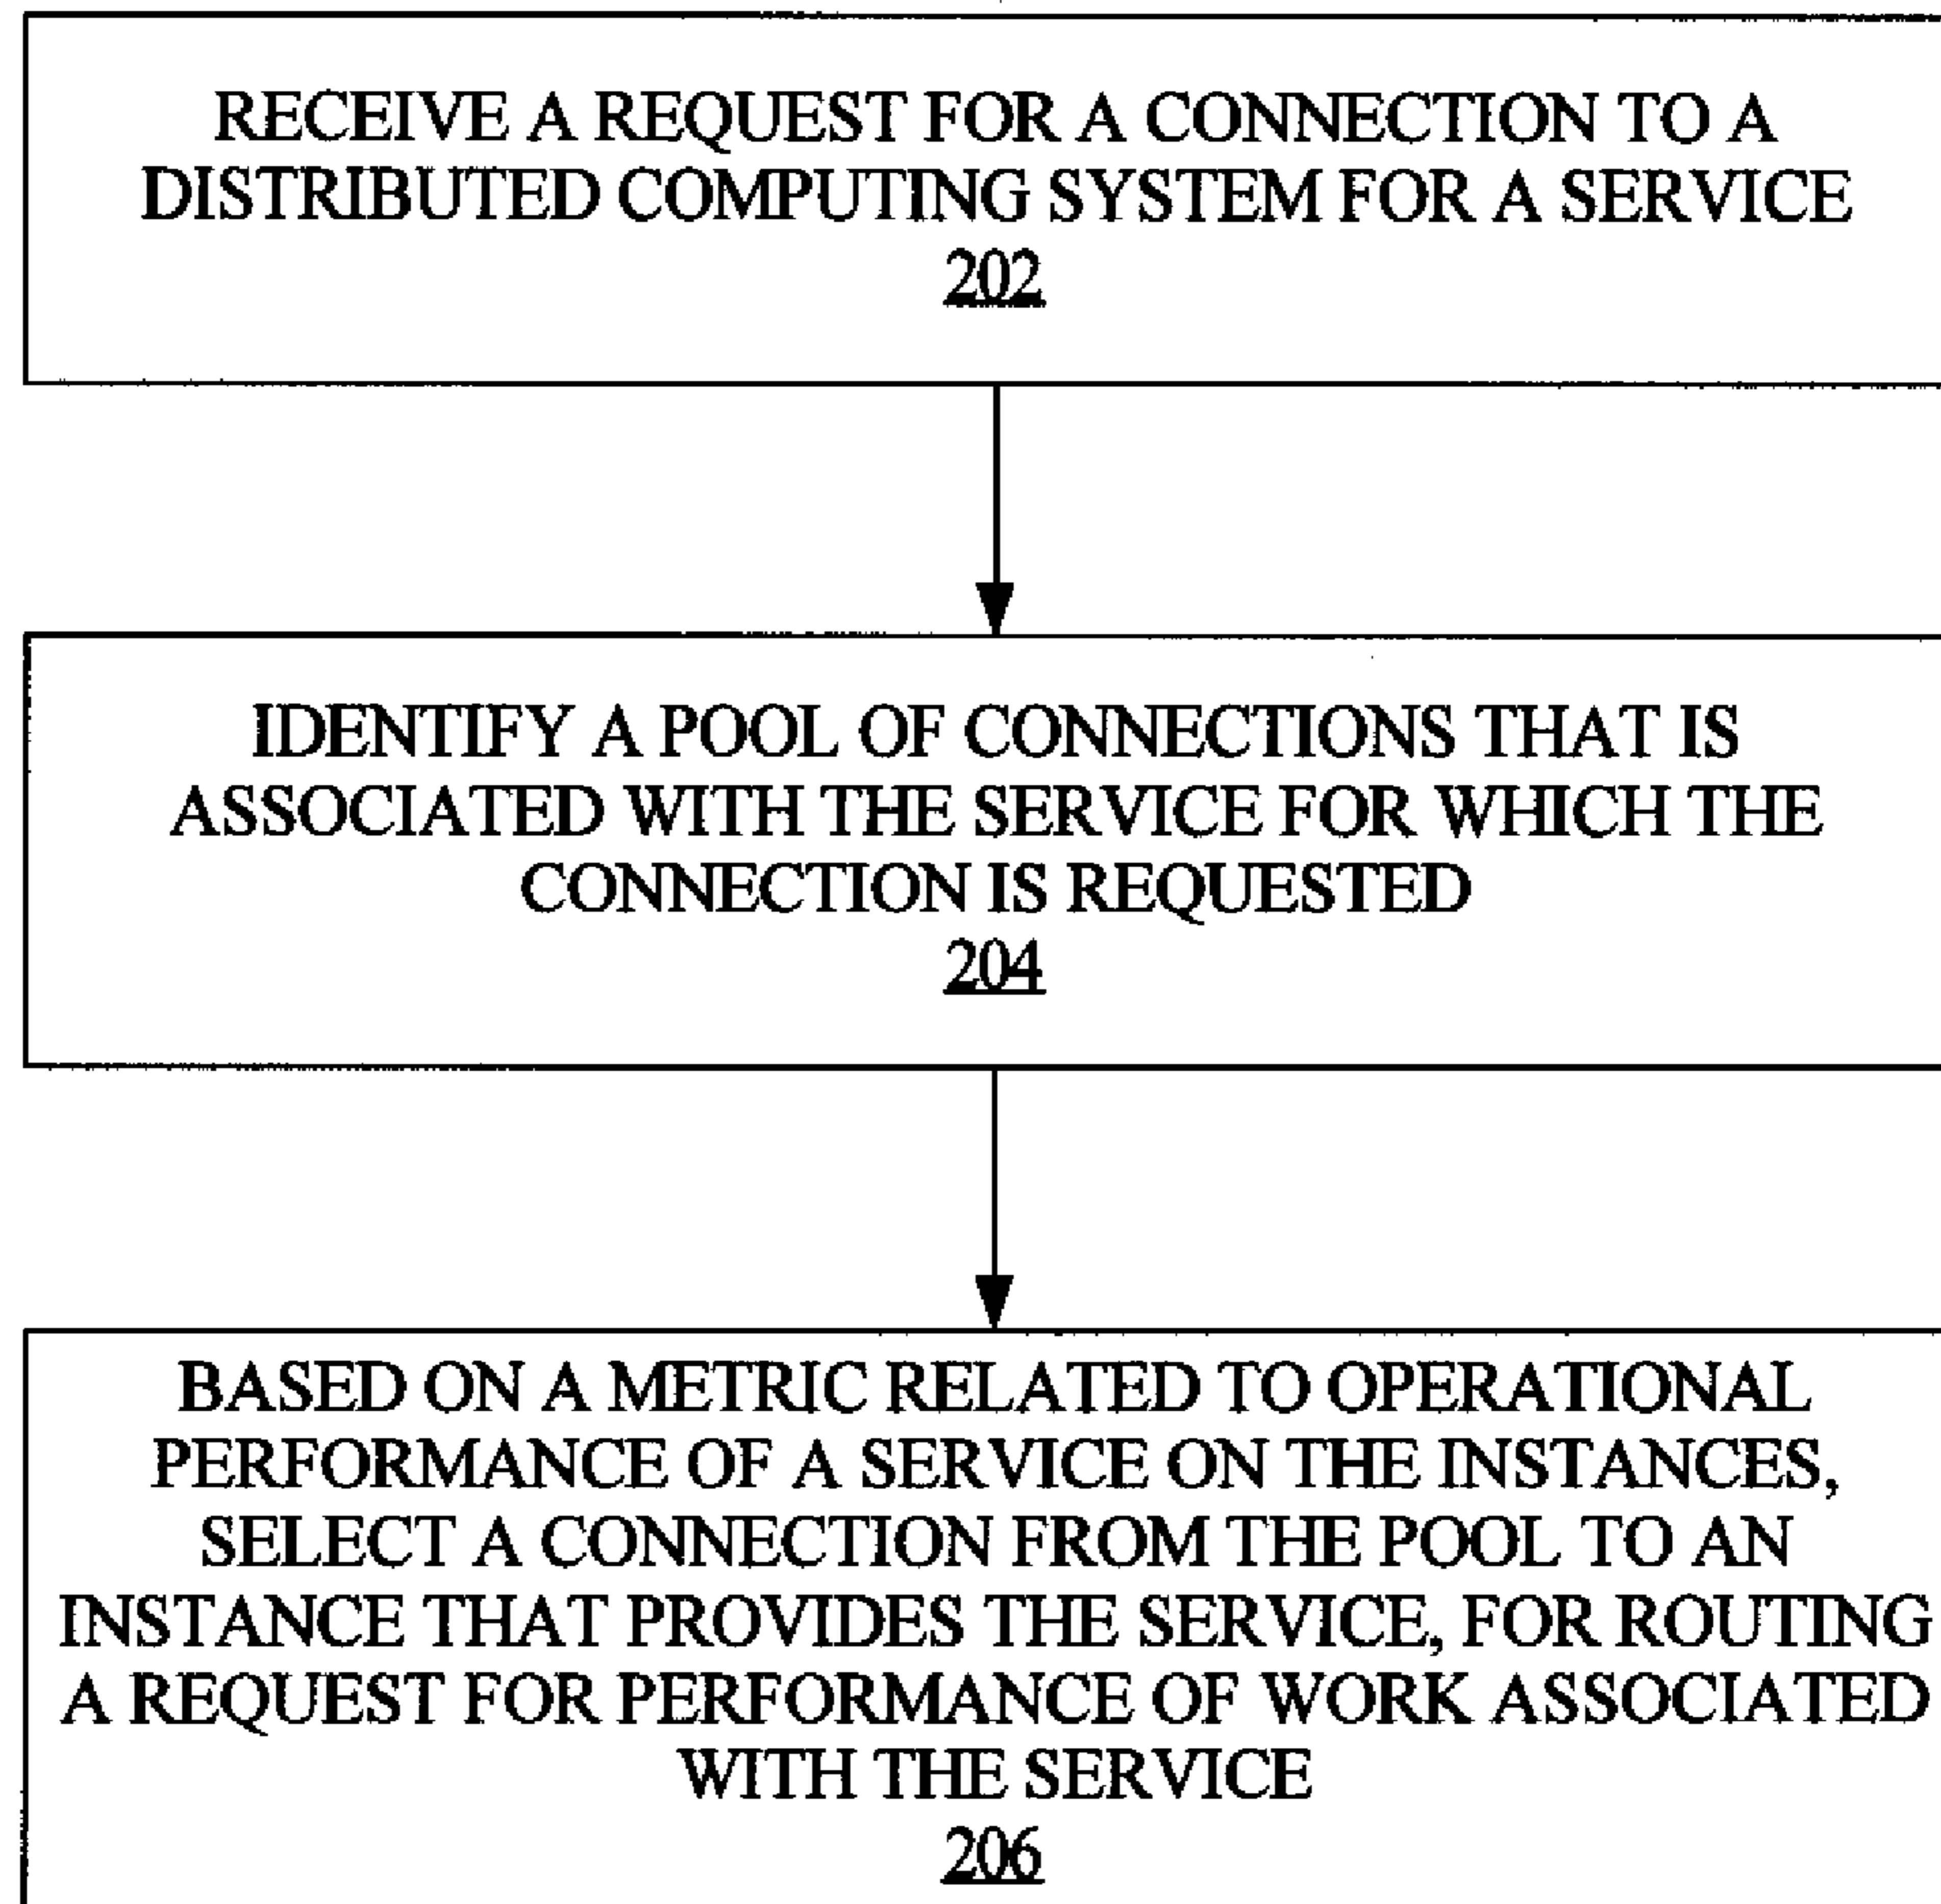 RECEIVE A REQUEST FOR A CONNECTION TO A
DISTRIBUTED COMPUTING SYSTEM FOR A SERVICE
202
IDENTIFY A POOL OF CONNECTIONS THAT IS
ASSOCIATED WITH THE SERVICE FOR WHICH THE
CONNECTION IS REQUESTED
204
BASED ON A METRIC RELATED TO OPERATIONAL
PERFORMANCE OF A SERVICE ON THE INSTANCES,
SELECT A CONNECTION FROM THE POOL TO AN
INSTANCE THAT PROVIDES THE SERVICE, FOR ROUTING
A REQUEST FOR PERFORMANCE OF WORK ASSOCIATED
WITH THE SERVICE
206